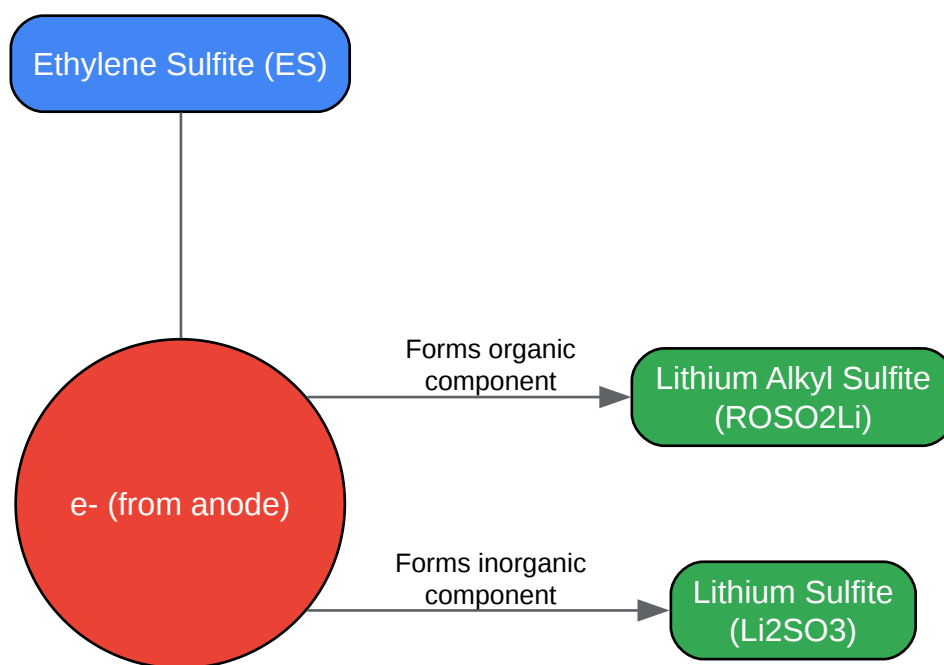 Ethylene Sulfite (ES)
Forms organic
component
Lithium Alkyl Sulfite
(ROSO2Li)
e- (from anode)
Forms inorganic
component
Lithium Sulfite
(Li2SO3)